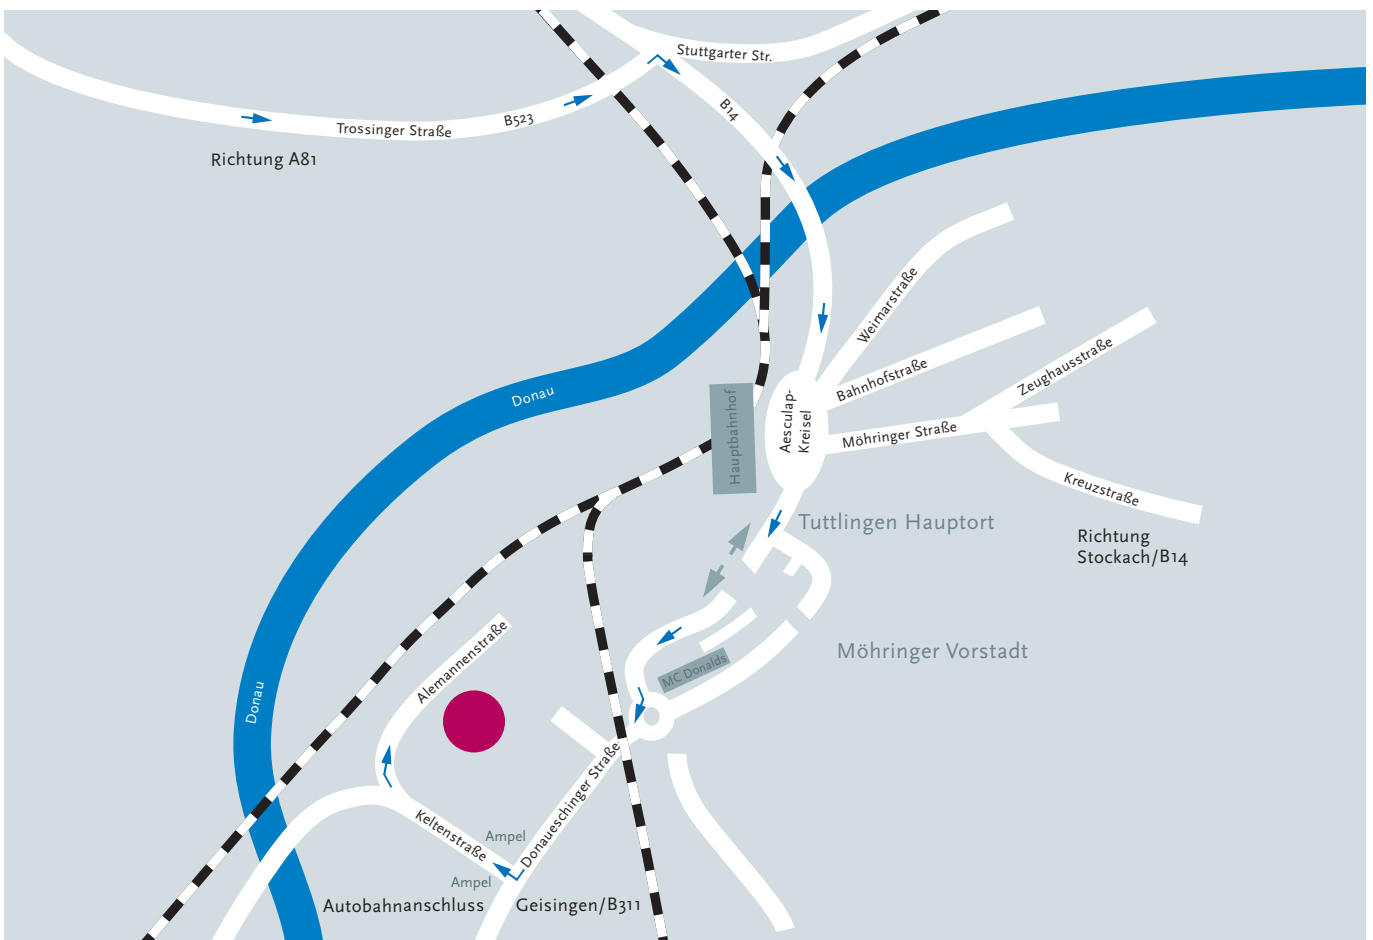 Stuttgarter Str.
B14
B523
Trossinger Straße
Richtung A81
Weimarstraße
Bahnhofstraße
Zeughausstraße
Donau
Hauptbahnhof
Aesculap-
Kreisel
Möhringer Straße
Kreuzstraße
Tuttlingen Hauptort
Richtung
Stockach/B14
Alemannenstraße
Möhringer Vorstadt
MC Donalds
Donau
Donaueschinger Straße
Keltenstraße
Ampel
Ampel
Autobahnanschluss
Geisingen/B311